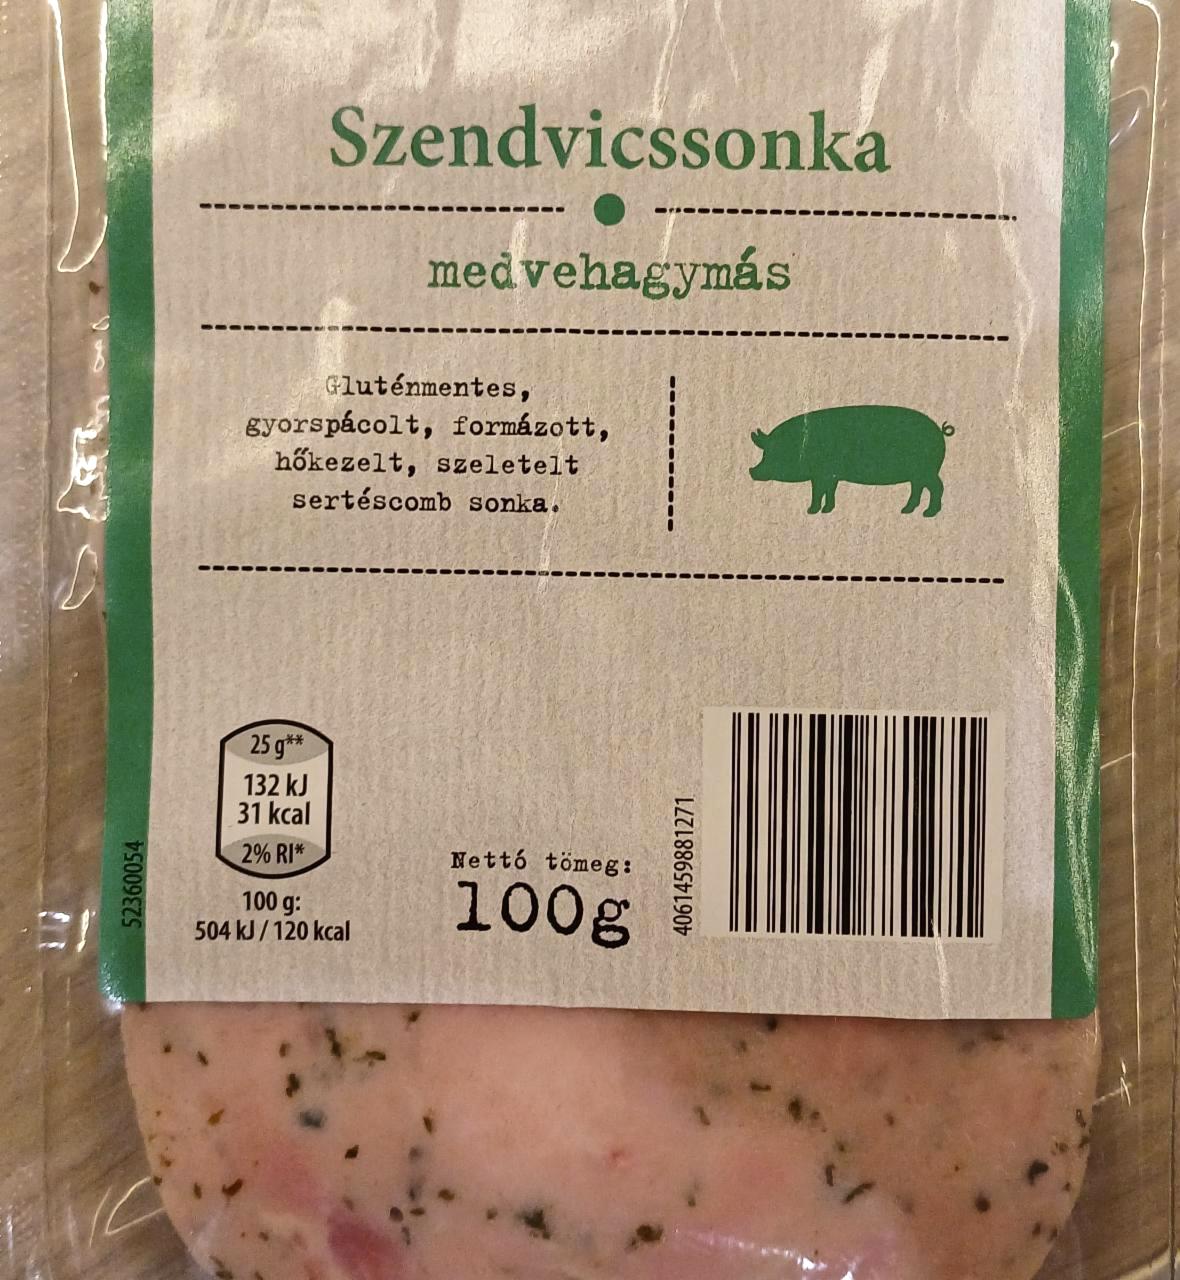 Szendvicssonka
medvehagymás
Gluténmentes,
gyorspácolt, formázott,
hőkezelt, szeletelt
sertéscomb sonka.
25 g**
132 kJ
31 kcal
2% RI*
100 g:
504 kJ / 120 kcal
52360054
Nettó tömeg:
100g
4061459881271